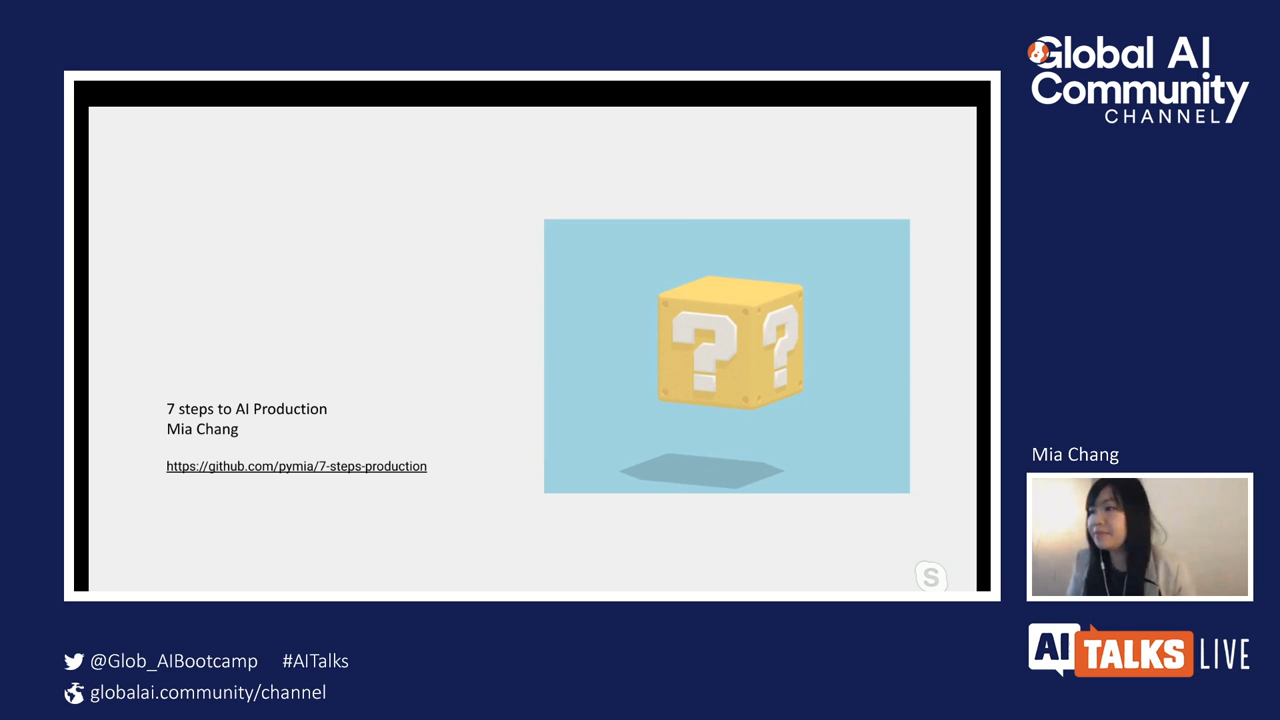 Global AI
Community
CHANNEL
? ?
7 steps to AI Production
Mia Chang
https://github.com/pymia/7-steps-production
S
Mia Chang
AI TALKS LIVE
@Glob_AIBootcamp #AITalks
globalai.community/channel